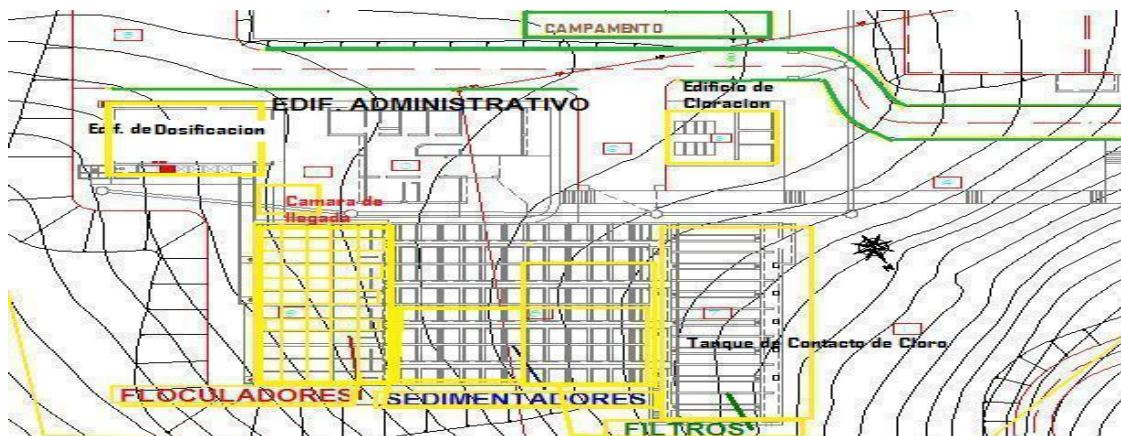 CAMPAMENTO
Edificio de
Clpracion
EDIF. ADMINISTRATIVO
Edf. de Dosificacion
Camara de
llegada
Tanque de Contacto de Cloro
FLOCULADORES
SEDIMENTADORES
FILTROS